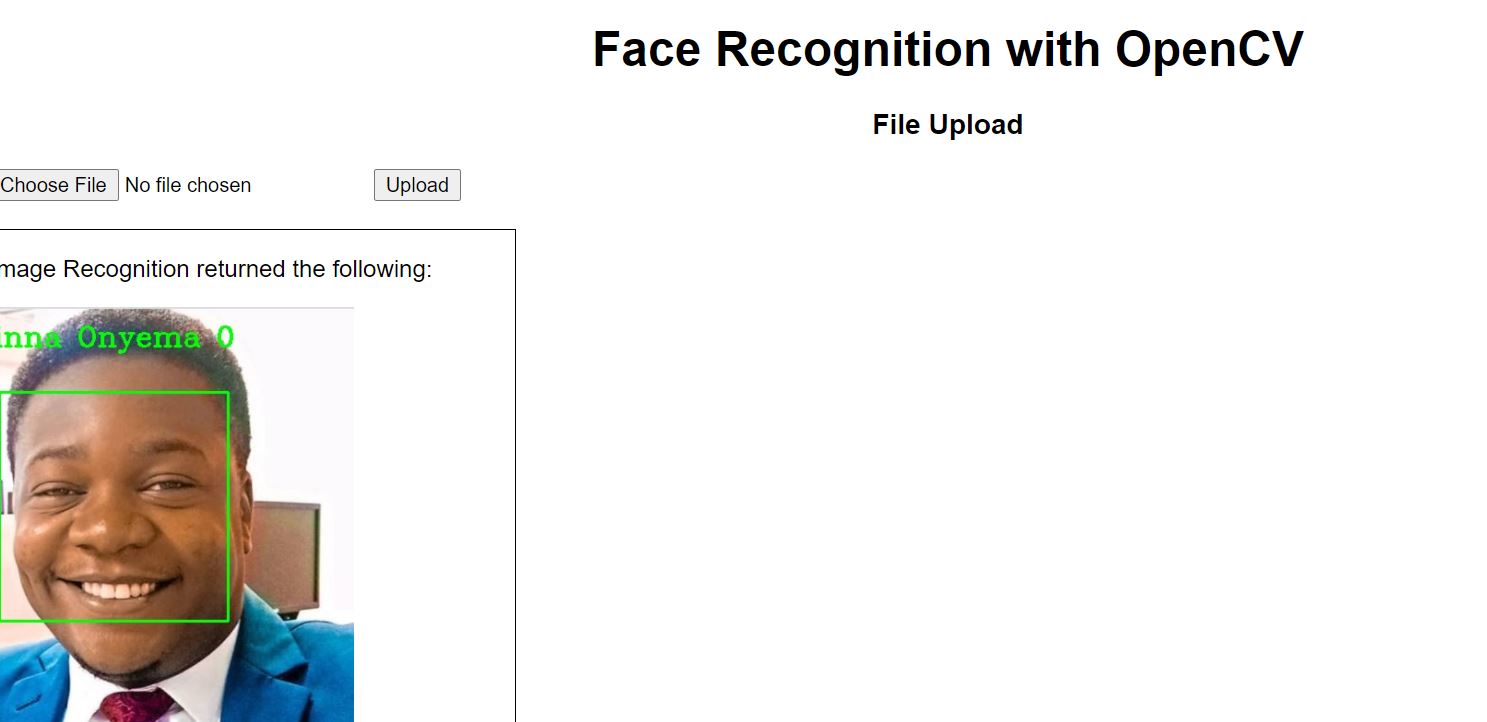 Face Recognition with OpenCV
File Upload
Choose File No file chosen Upload
mage Recognition returned the following:
inna Onyema 0